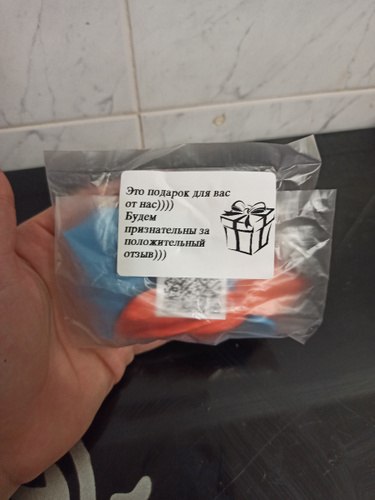 Это подарок для вас
от нас))))
Будем
признательны за
положительный
отзыв)))